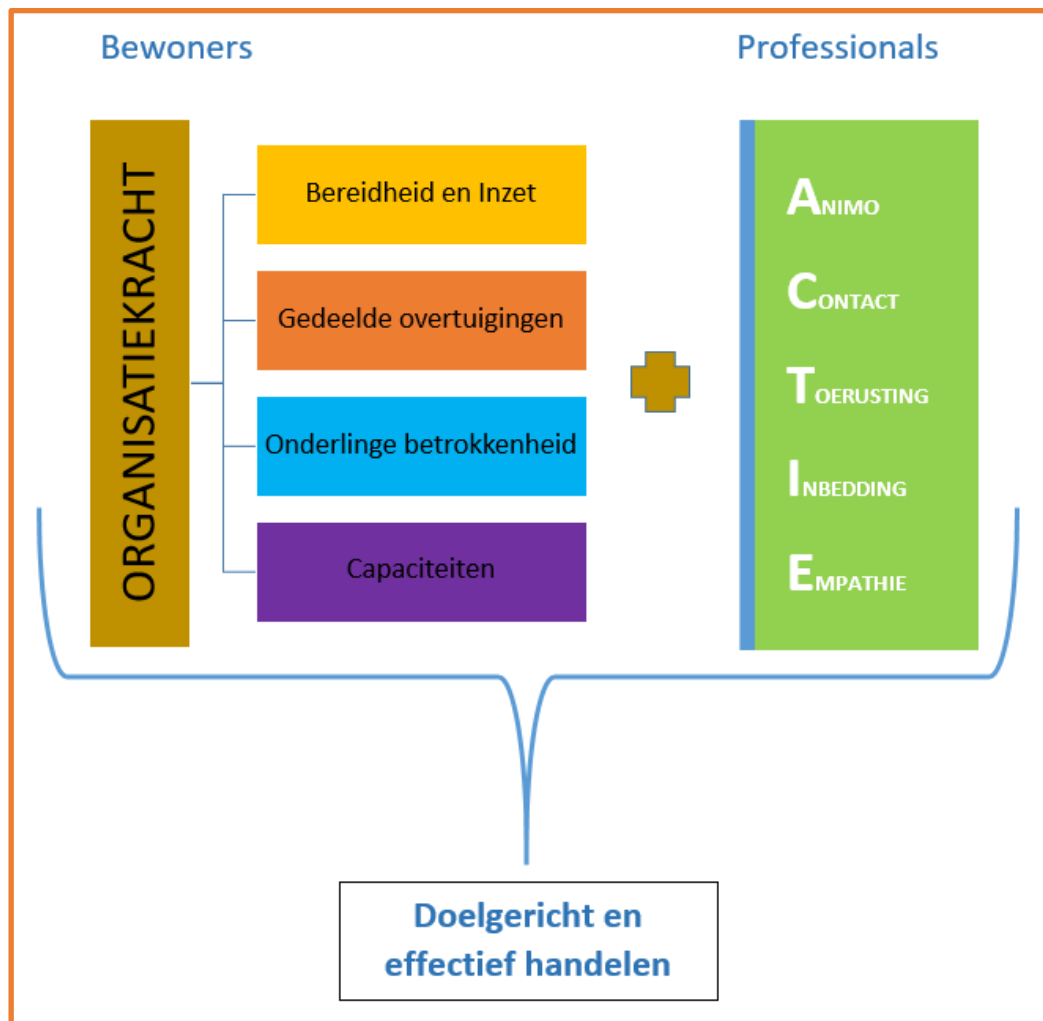 Bewoners
Professionals
ORGANISATIEKRACHT
Bereidheid en Inzet
Gedeelde overtuigingen
Onderlinge betrokkenheid
Capaciteiten
ANIMO
CONTACT
TOERUSTING
INBEDDING
EMPATHIE
Doelgericht en
effectief handelen